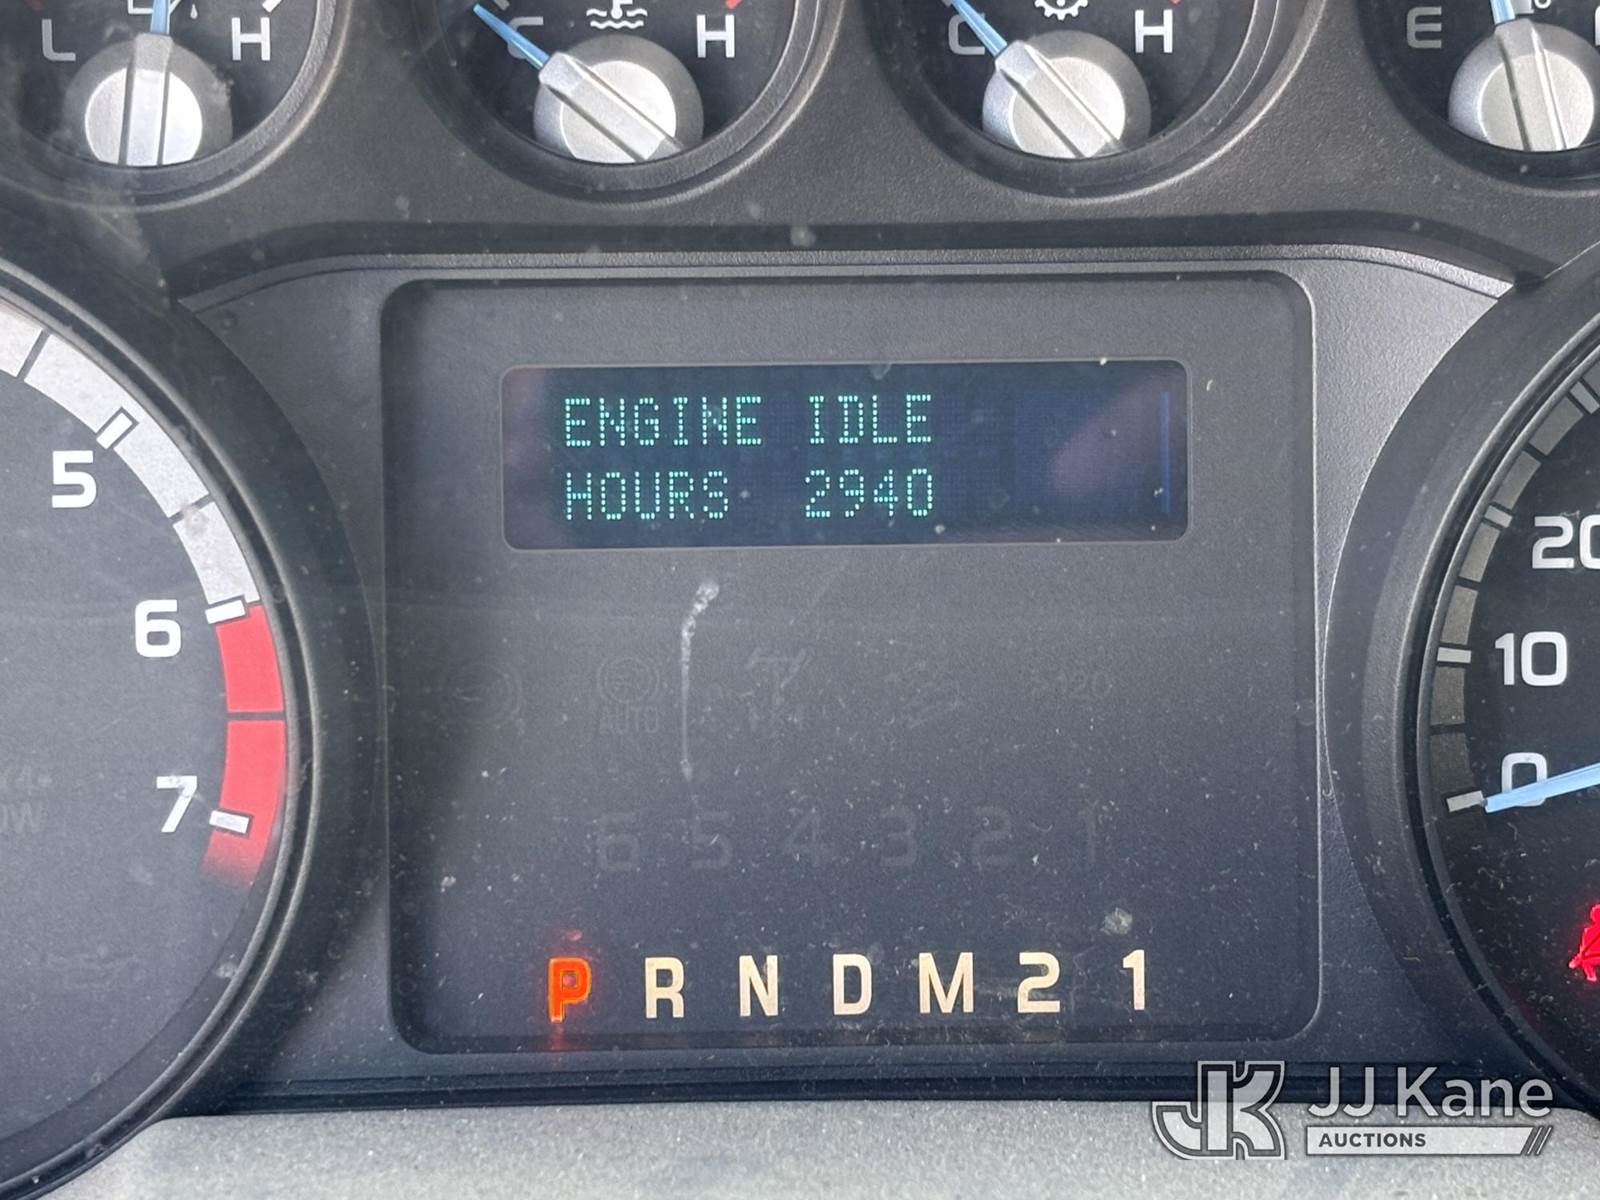 L H
C H
C H
E
ENGINE IDLE
HOURS 2940
5
6
7
20
10
0
AUTO
6 5 4 3 2 1
P R N D M 2 1
JK JJ Kane
AUCTIONS